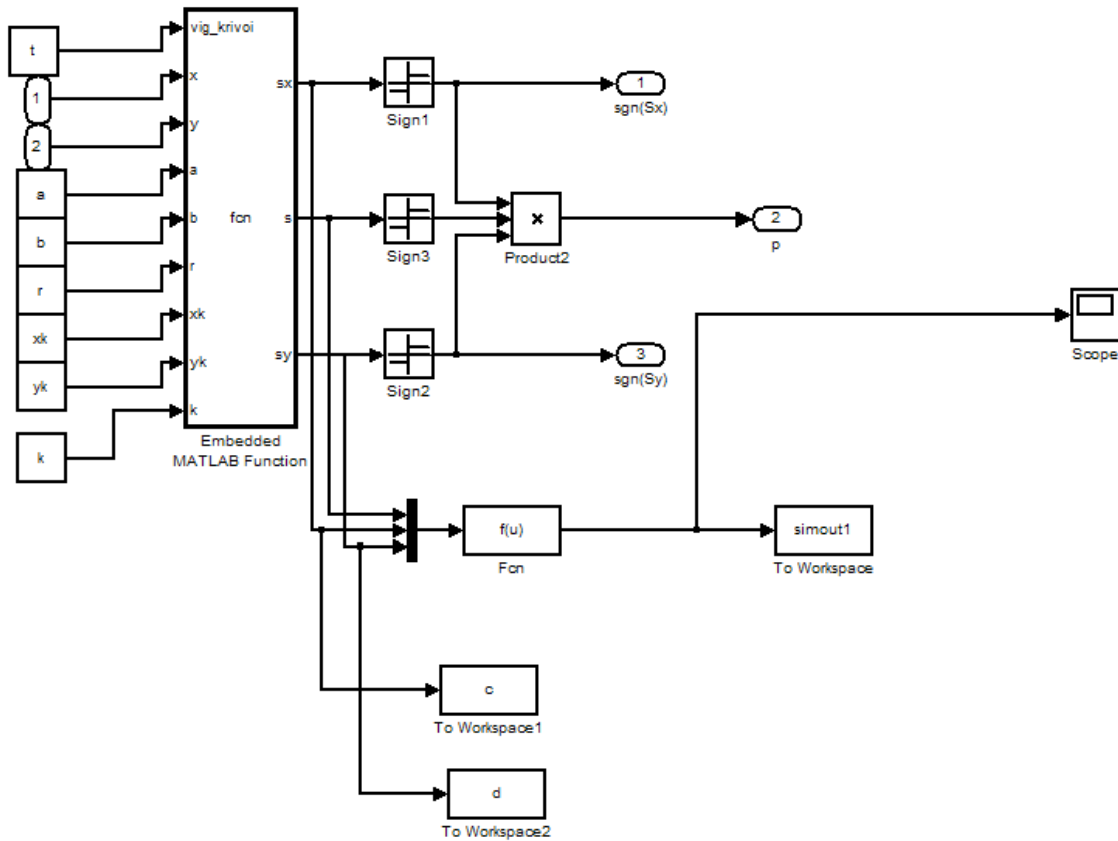 t
vig_krivoi
1
x
2
y
a
a
b
b
r
r
xk
xk
yk
yk
k
k
fcn
sx
s
sy
Embedded
MATLAB Function
Sign1
Sign3
Sign2
×
Product2
1
sgn(Sx)
2
p
3
sgn(Sy)
Scope
f(u)
Fcn
simout1
To Workspace
c
To Workspace1
d
To Workspace2